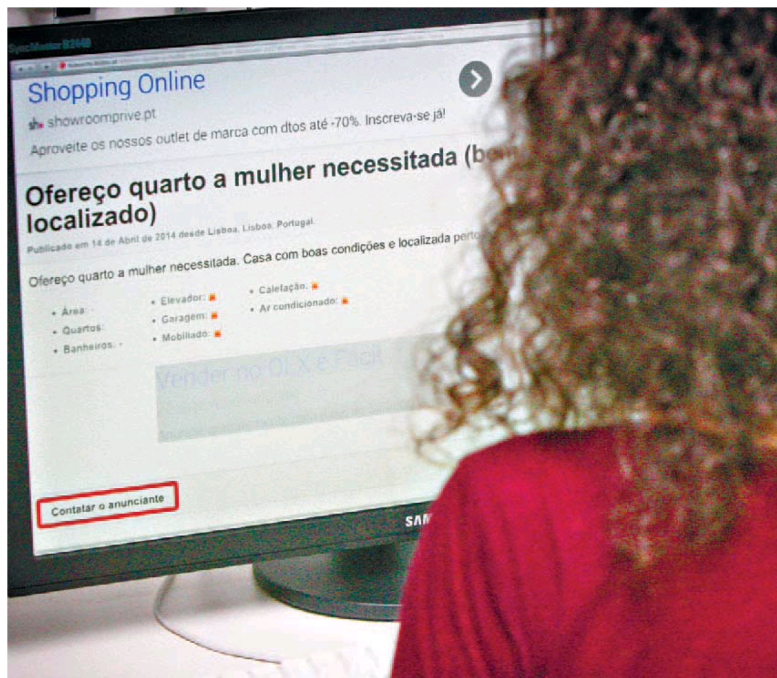 SyncMaster B2440
Shopping Online
showroomprive.pt
Aproveite os nossos outlet de marca com dtos até -70%. Inscreva-se já!
Ofereço quarto a mulher necessitada
localizado)
Publicado em 14 de Abril de 2014 desde Lisboa, Lisboa, Portugal.
Ofereço quarto a mulher necessitada. Casa com boas condições e localizada perto
• Área: - • Elevador: • Calefação:
• Quartos: • Garagem: • Ar condicionado:
• Banheiros: - • Mobiliado:
Vender no OLX é Fácil
Contatar o anunciante